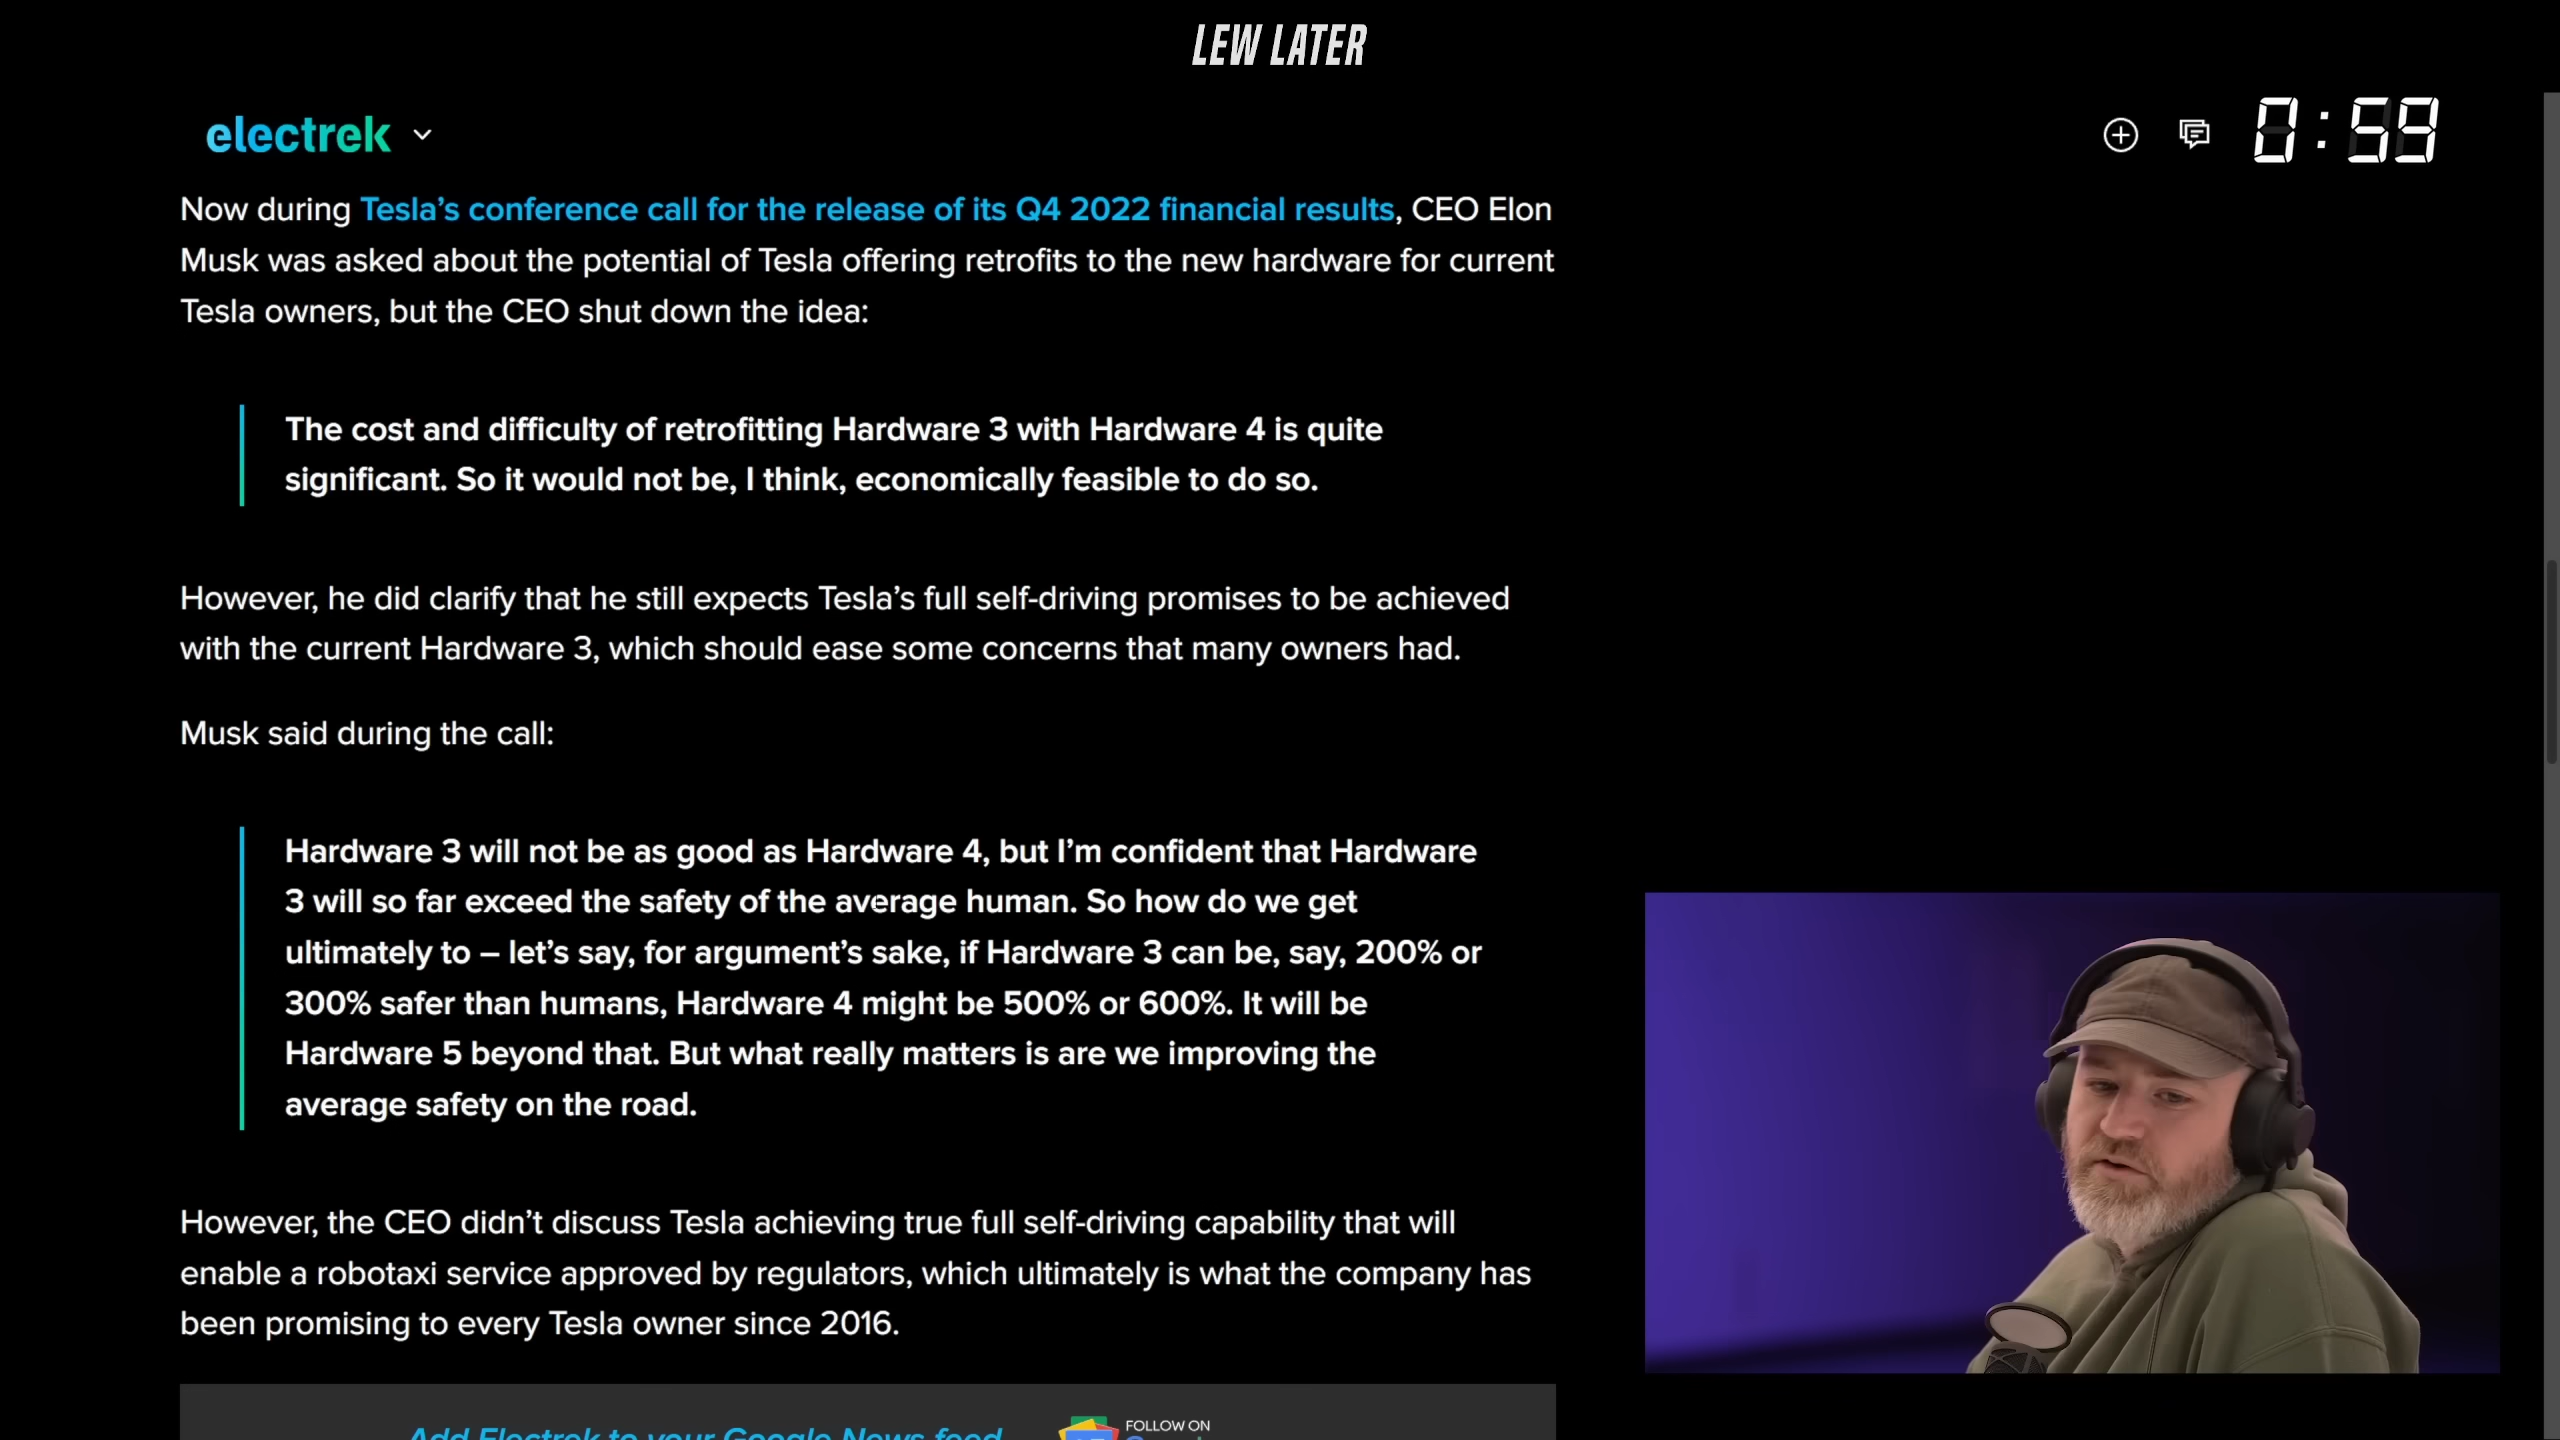 LEW LATER
electrek
0:59
Now during Tesla’s conference call for the release of its Q4 2022 financial results, CEO Elon
Musk was asked about the potential of Tesla offering retrofits to the new hardware for current
Tesla owners, but the CEO shut down the idea:
The cost and difficulty of retrofitting Hardware 3 with Hardware 4 is quite
significant. So it would not be, I think, economically feasible to do so.
However, he did clarify that he still expects Tesla’s full self-driving promises to be achieved
with the current Hardware 3, which should ease some concerns that many owners had.
Musk said during the call:
Hardware 3 will not be as good as Hardware 4, but I’m confident that Hardware
3 will so far exceed the safety of the average human. So how do we get
ultimately to – let’s say, for argument’s sake, if Hardware 3 can be, say, 200% or
300% safer than humans, Hardware 4 might be 500% or 600%. It will be
Hardware 5 beyond that. But what really matters is are we improving the
average safety on the road.
However, the CEO didn’t discuss Tesla achieving true full self-driving capability that will
enable a robotaxi service approved by regulators, which ultimately is what the company has
been promising to every Tesla owner since 2016.
Add Electrek to your Google News feed.
FOLLOW ON